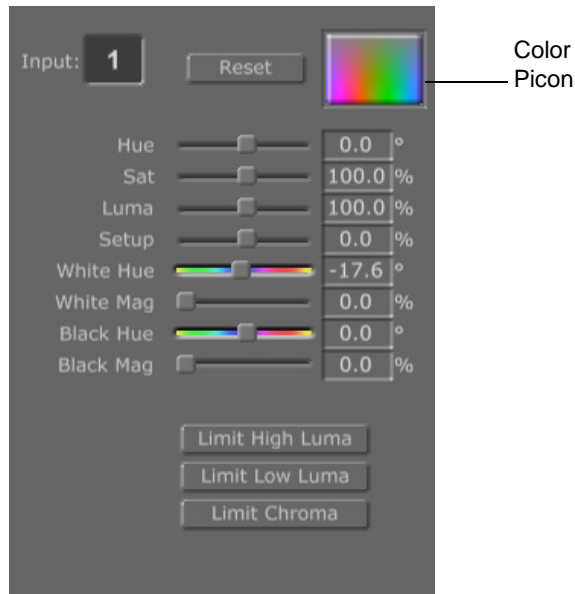 Input: 1 Reset
Color
Picon
Hue 0.0 °
Sat 100.0 %
Luma 100.0 %
Setup 0.0 %
White Hue -17.6 °
White Mag 0.0 %
Black Hue 0.0 °
Black Mag 0.0 %
Limit High Luma
Limit Low Luma
Limit Chroma